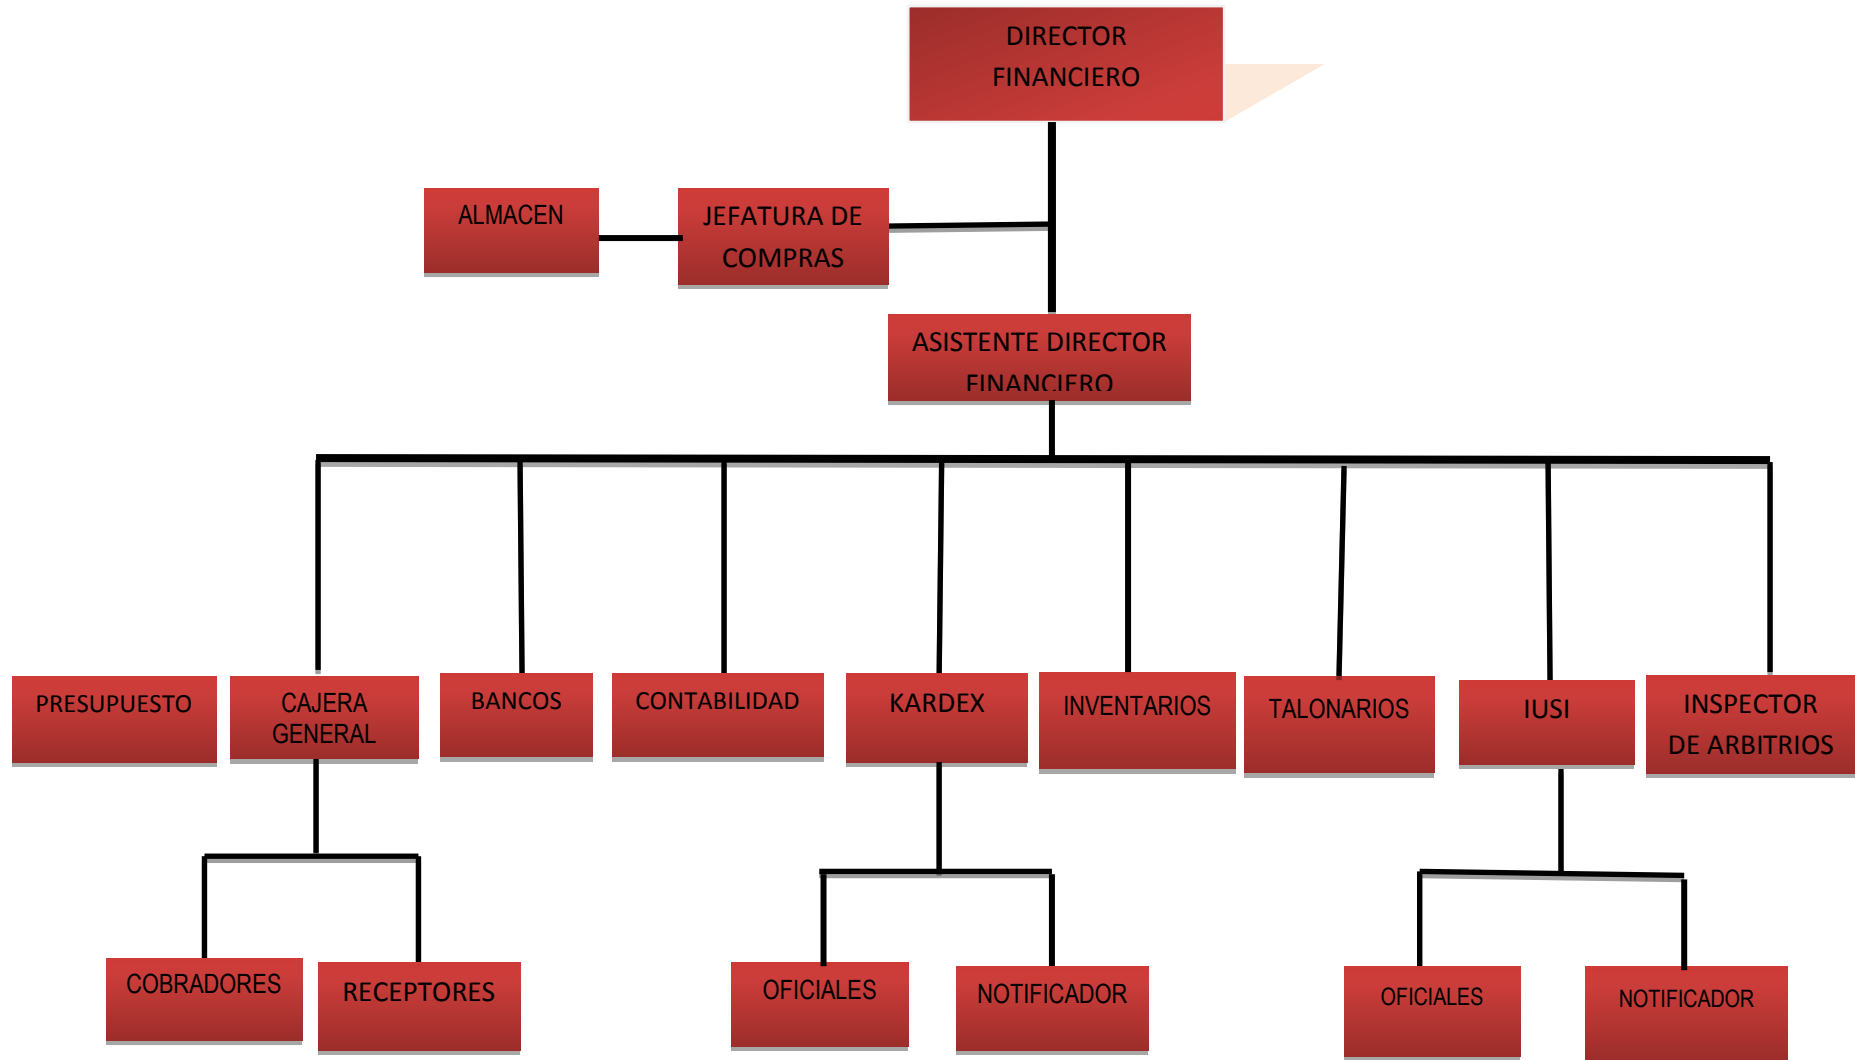 DIRECTOR
FINANCIERO
ALMACEN
JEFATURA DE
COMPRAS
ASISTENTE DIRECTOR
FINANCIERO
PRESUPUESTO
CAJERA
GENERAL
BANCOS
CONTABILIDAD
KARDEX
INVENTARIOS
TALONARIOS
IUSI
INSPECTOR
DE ARBITRIOS
COBRADORES
RECEPTORES
OFICIALES
NOTIFICADOR
OFICIALES
NOTIFICADOR